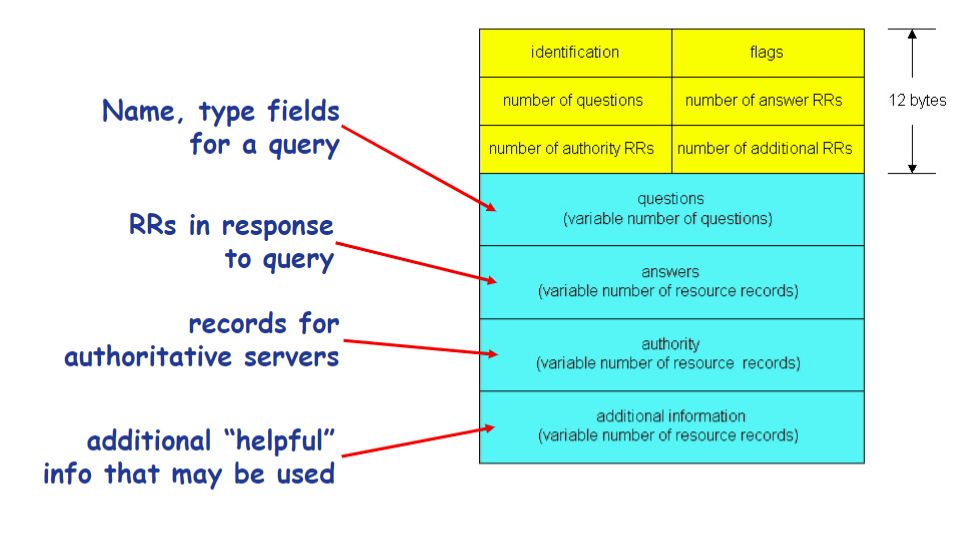 identification
flags
number of questions
number of answer RRs
12 bytes
number of authority RRs
number of additional RRs
Name, type fields
for a query
questions
(variable number of questions)
RRs in response
to query
answers
(variable number of resource records)
records for
authoritative servers
authority
(variable number of resource records)
additional “helpful”
info that may be used
additional information
(variable number of resource records)